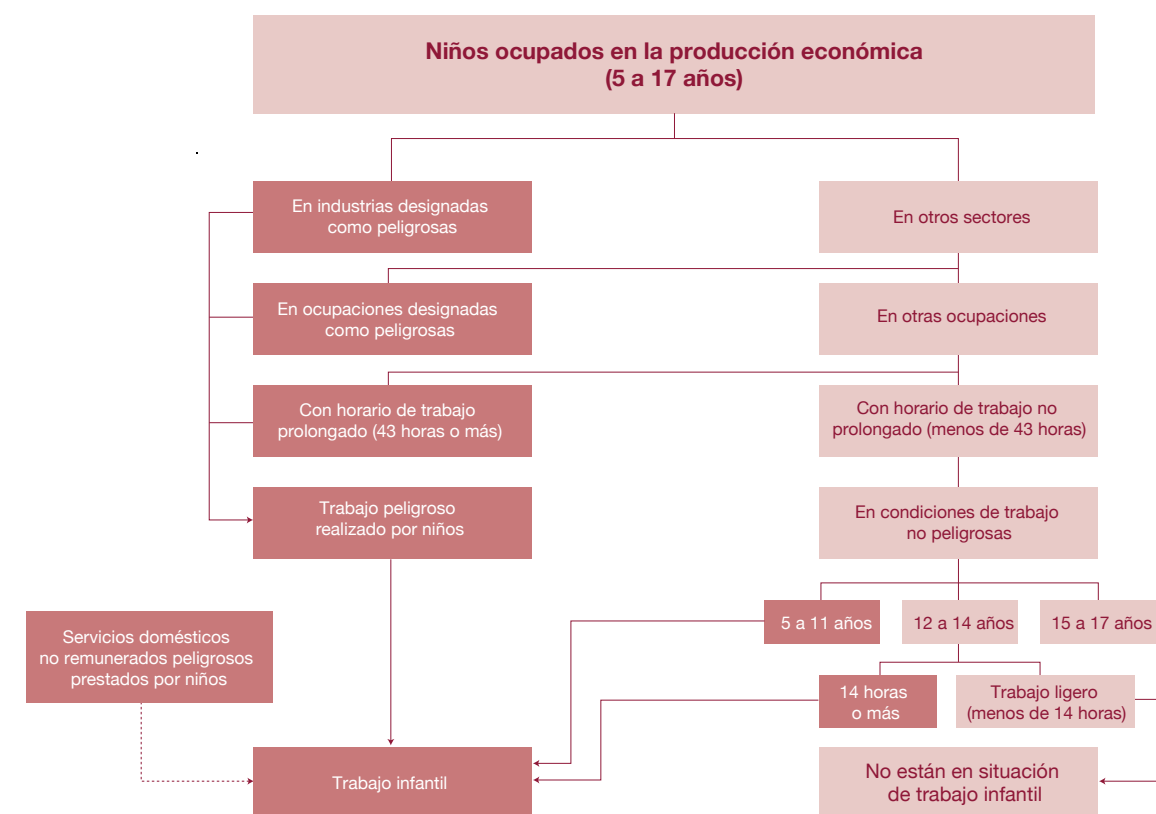 Niños ocupados en la producción económica
(5 a 17 años)
En industrias designadas
como peligrosas
En otros sectores
En ocupaciones designadas
como peligrosas
En otras ocupaciones
Con horario de trabajo
prolongado (43 horas o más)
Con horario de trabajo no
prolongado (menos de 43 horas)
Trabajo peligroso
realizado por niños
En condiciones de trabajo
no peligrosas
5 a 11 años
12 a 14 años
15 a 17 años
Servicios domésticos
no remunerados peligrosos
prestados por niños
14 horas
o más
Trabajo ligero
(menos de 14 horas)
Trabajo infantil
No están en situación
de trabajo infantil